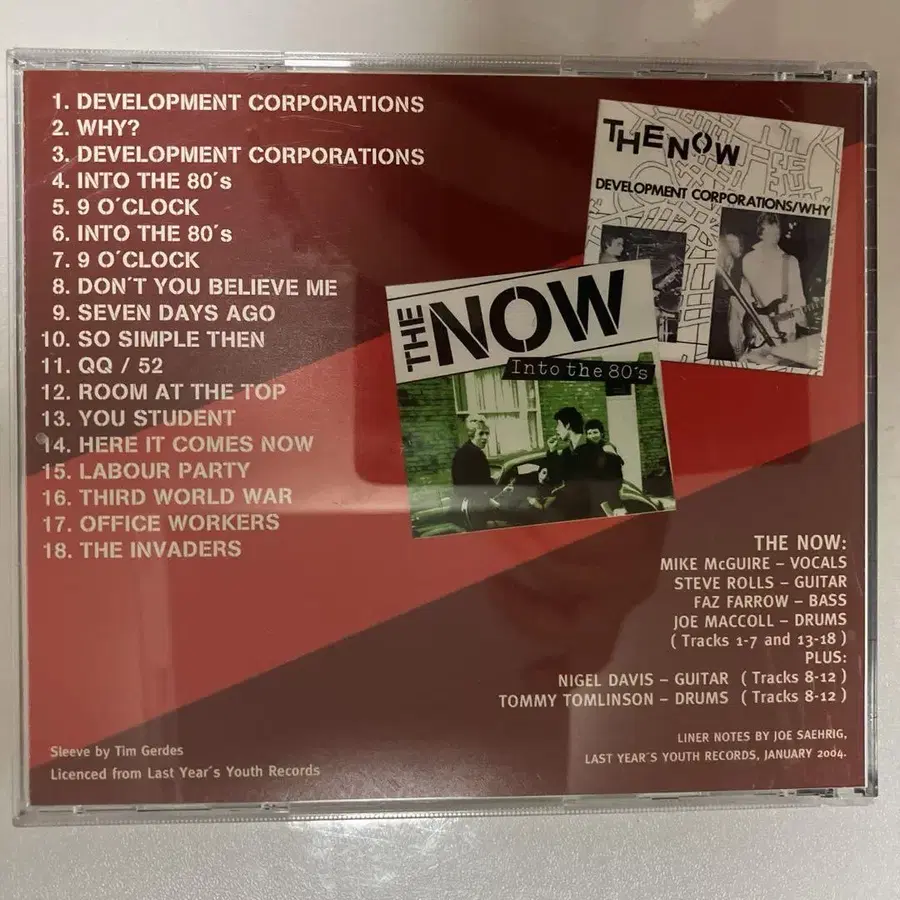 1. DEVELOPMENT CORPORATIONS
2. WHY?
3. DEVELOPMENT CORPORATIONS
4. INTO THE 80´s
5. 9 O´CLOCK
6. INTO THE 80´s
7. 9 O´CLOCK
8. DON´T YOU BELIEVE ME
9. SEVEN DAYS AGO
10. SO SIMPLE THEN
11. QQ / 52
12. ROOM AT THE TOP
13. YOU STUDENT
14. HERE IT COMES NOW
15. LABOUR PARTY
16. THIRD WORLD WAR
17. OFFICE WORKERS
18. THE INVADERS
THE NOW
DEVELOPMENT CORPORATIONS/WHY
THE NOW
Into the 80's
THE NOW:
MIKE McGUIRE – VOCALS
STEVE ROLLS – GUITAR
FAZ FARROW – BASS
JOE MACCOLL – DRUMS
( Tracks 1-7 and 13-18 )
PLUS:
NIGEL DAVIS – GUITAR ( Tracks 8-12 )
TOMMY TOMLINSON – DRUMS ( Tracks 8-12 )
LINER NOTES BY JOE SAEHRIG,
LAST YEAR´S YOUTH RECORDS, JANUARY 2004.
Sleeve by Tim Gerdes
Licenced from Last Year´s Youth Records